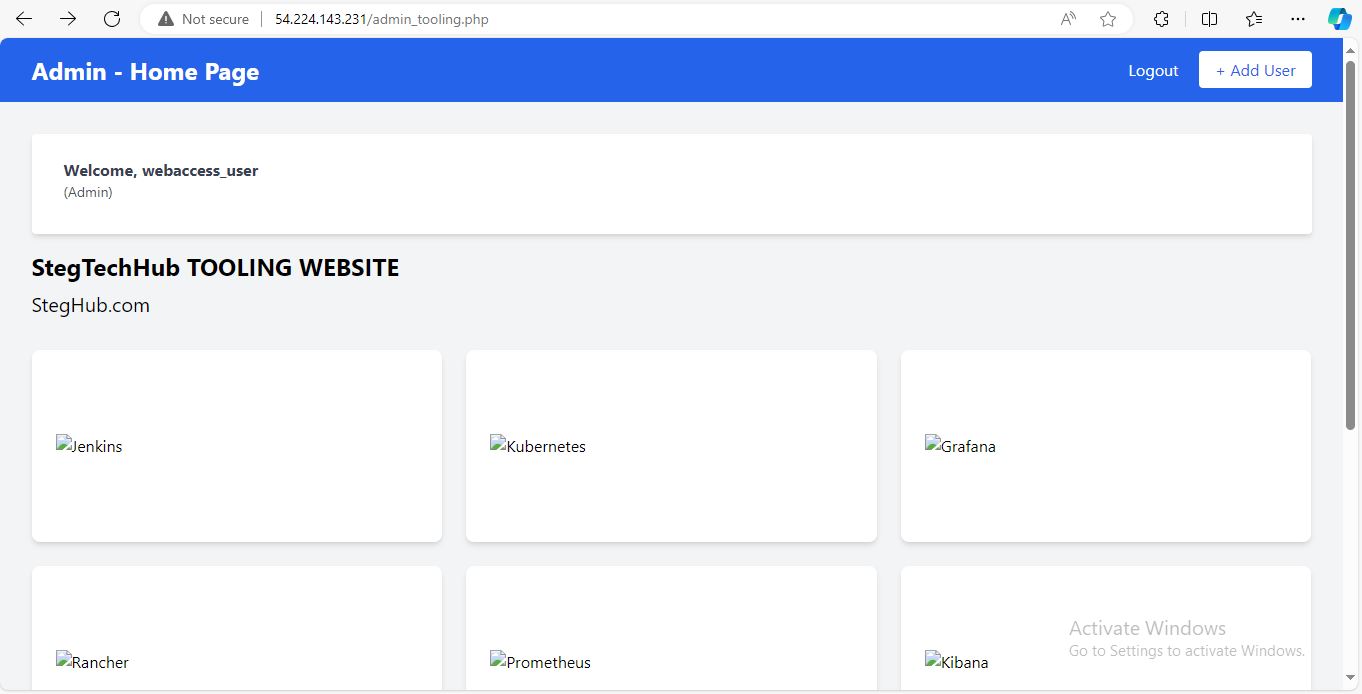 Not secure
54.224.143.231/admin_tooling.php
Admin - Home Page
Logout
+ Add User
Welcome, webaccess_user
(Admin)
StegTechHub TOOLING WEBSITE
StegHub.com
Jenkins
Kubernetes
Grafana
Rancher
Prometheus
Kibana
Activate Windows
Go to Settings to activate Windows.